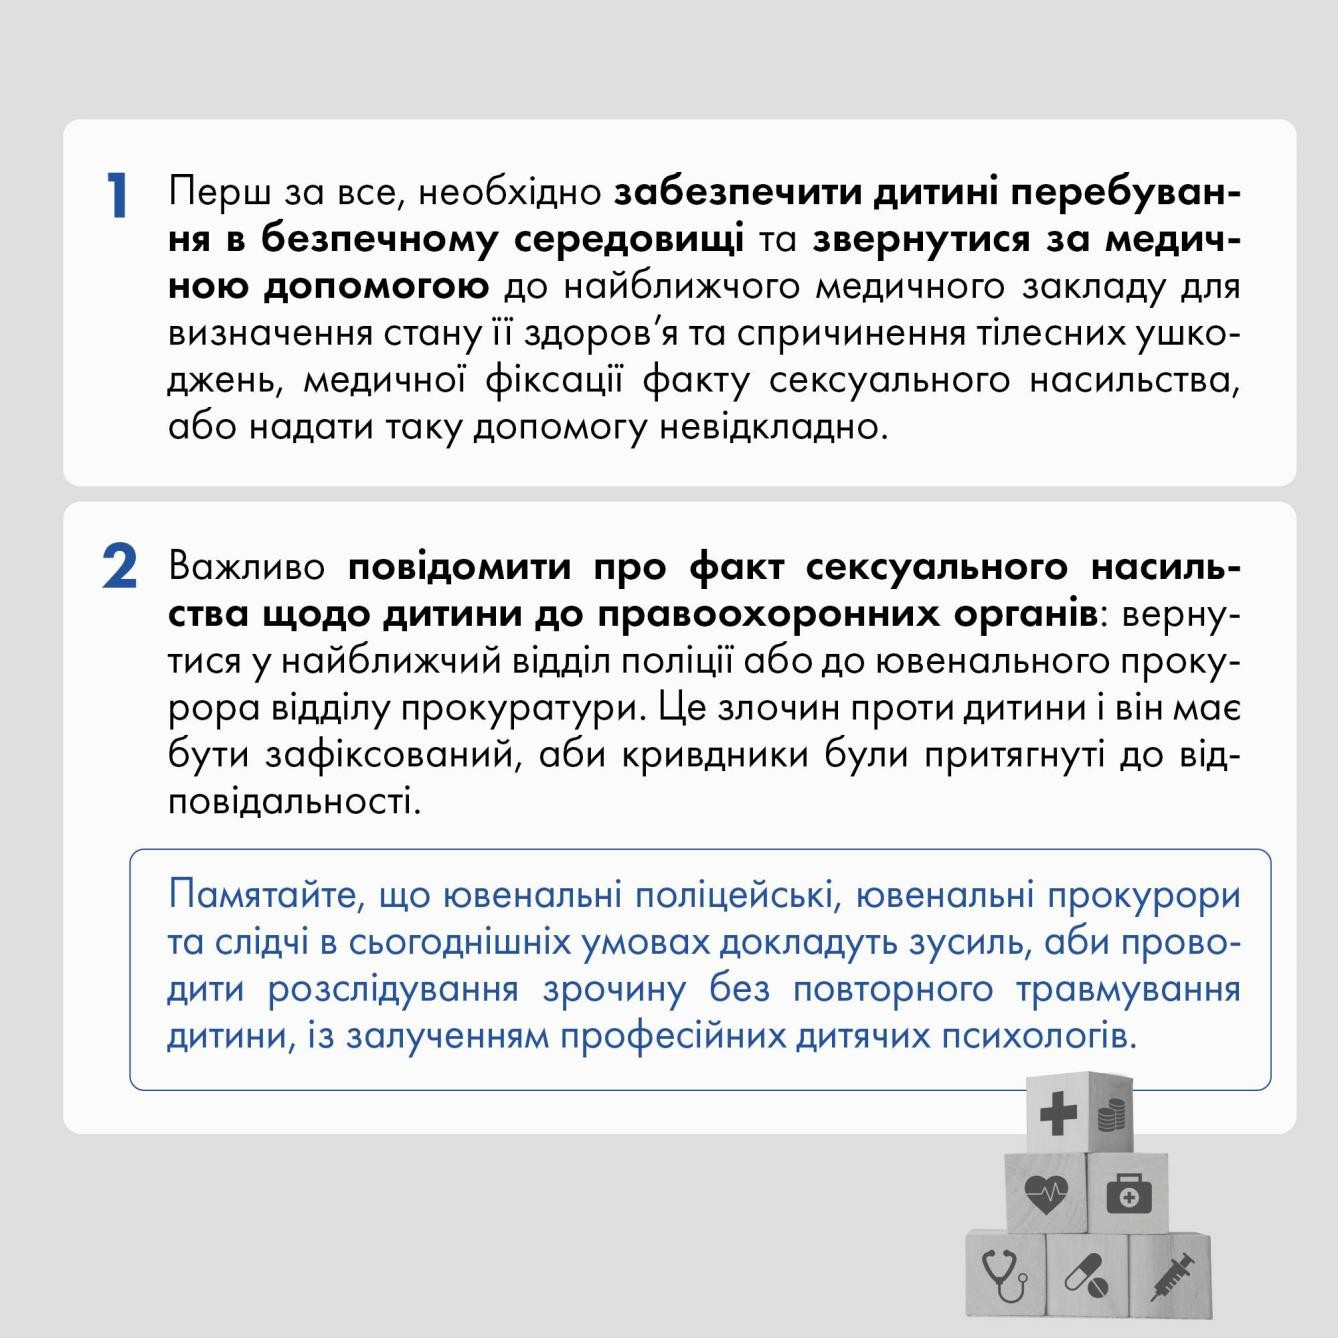 1 Перш за все, необхідно забезпечити дитині перебуван-
ня в безпечному середовищі та звернутися за медич-
ною допомогою до найближчого медичного закладу для
визначення стану її здоров’я та спричинення тілесних ушко-
джень, медичної фіксації факту сексуального насильства,
або надати таку допомогу невідкладно.
2 Важливо повідомити про факт сексуального насиль-
ства щодо дитини до правоохоронних органів: верну-
тися у найближчий відділ поліції або до ювенального проку-
рора відділу прокуратури. Це злочин проти дитини і він має
бути зафіксований, аби кривдники були притягнуті до від-
повідальності.
Памятайте, що ювенальні поліцейські, ювенальні прокурори
та слідчі в сьогоднішніх умовах докладуть зусиль, аби прово-
дити розслідування зрочину без повторного травмування
дитини, із залученням професійних дитячих психологів.